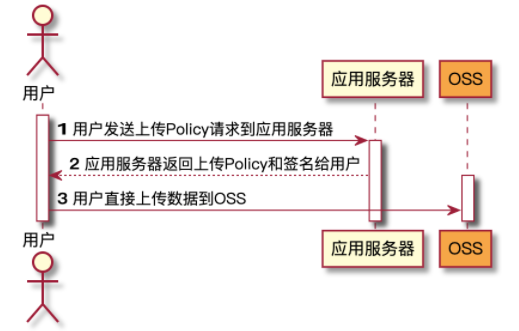 用户
应用服务器
OSS
1 用户发送上传Policy请求到应用服务器
2 应用服务器返回上传Policy和签名给用户
3 用户直接上传数据到OSS
用户
应用服务器
OSS